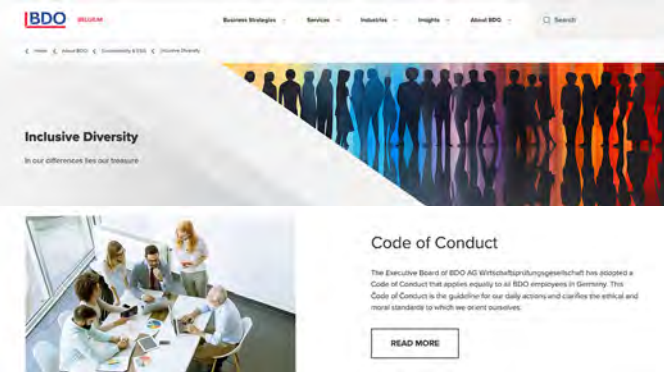 BDO BELGIUM Business Strategies Services Industries Insights About BDO Search
Home About BDO Sustainability & ESG Inclusive Diversity
Inclusive Diversity
In our differences lies our treasure
Code of Conduct
The Executive Board of BDO AG Wirtschaftsprüfungsgesellschaft has adopted a
Code of Conduct that applies equally to all BDO employees in Germany. This
Code of Conduct is the guideline for our daily actions and clarifies the ethical and
moral standards to which we orient ourselves.
READ MORE